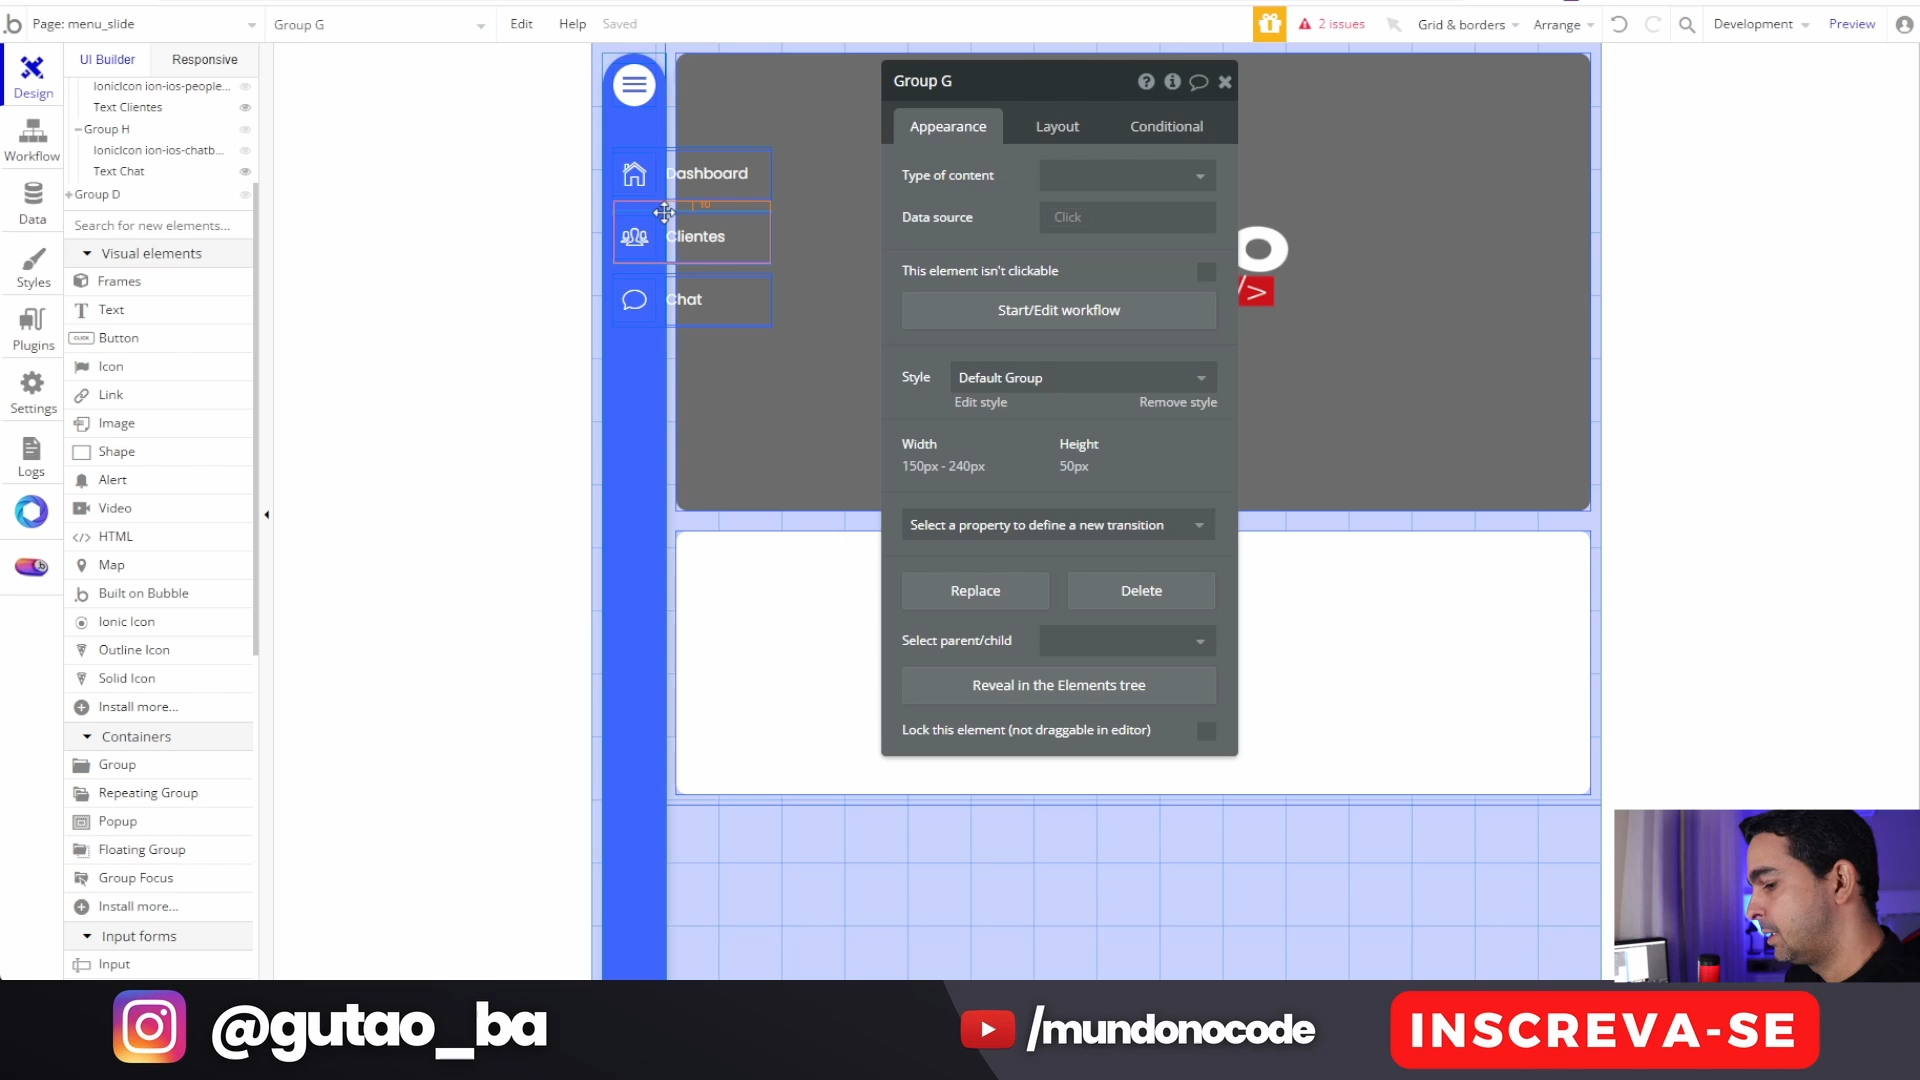 Page: menu_slide
Group G
Edit
Help
Saved
2 issues
Grid & borders
Arrange
Development
Preview
Design
Workflow
Data
Styles
Plugins
Settings
Logs
UI Builder
Responsive
IonicIcon ion-ios-people...
Text Clientes
Group H
IonicIcon ion-ios-chatb...
Text Chat
Group D
Search for new elements...
Visual elements
Frames
Text
CLICK
Button
Icon
Link
Image
Shape
Alert
Video
</> HTML
Map
Built on Bubble
Ionic Icon
Outline Icon
Solid Icon
Install more...
Containers
Group
Repeating Group
Popup
Floating Group
Group Focus
Install more...
Input forms
Input
Dashboard
10
Clientes
Chat
Group G
Appearance
Layout
Conditional
Type of content
Data source
Click
This element isn't clickable
Start/Edit workflow
Style
Default Group
Edit style
Remove style
Width
Height
150px - 240px
50px
Select a property to define a new transition
Replace
Delete
Select parent/child
Reveal in the Elements tree
Lock this element (not draggable in editor)
@gutao_ba
/mundonocode
INSCREVA-SE